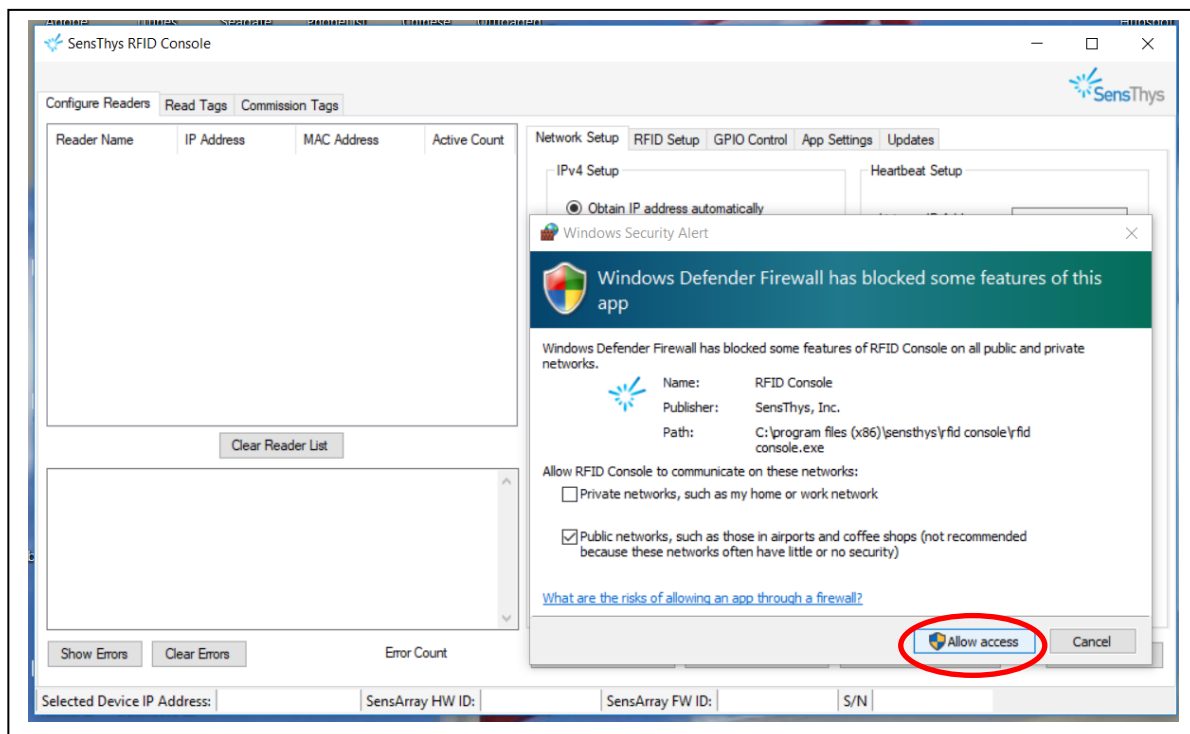 SensThys RFID Console
SensThys
Configure Readers Read Tags Commission Tags
Reader Name IP Address MAC Address Active Count
Network Setup RFID Setup GPIO Control App Settings Updates
IPv4 Setup
Heartbeat Setup
Obtain IP address automatically
Windows Security Alert
Windows Defender Firewall has blocked some features of this
app
Windows Defender Firewall has blocked some features of RFID Console on all public and private
networks.
Name: RFID Console
Publisher: SensThys, Inc.
Path: C:\program files (x86)\sensthys\rfid console\rfid
console.exe
Allow RFID Console to communicate on these networks:
Private networks, such as my home or work network
Public networks, such as those in airports and coffee shops (not recommended
because these networks often have little or no security)
What are the risks of allowing an app through a firewall?
Allow access Cancel
Clear Reader List
Show Errors Clear Errors Error Count
Selected Device IP Address: SensArray HW ID: SensArray FW ID: S/N